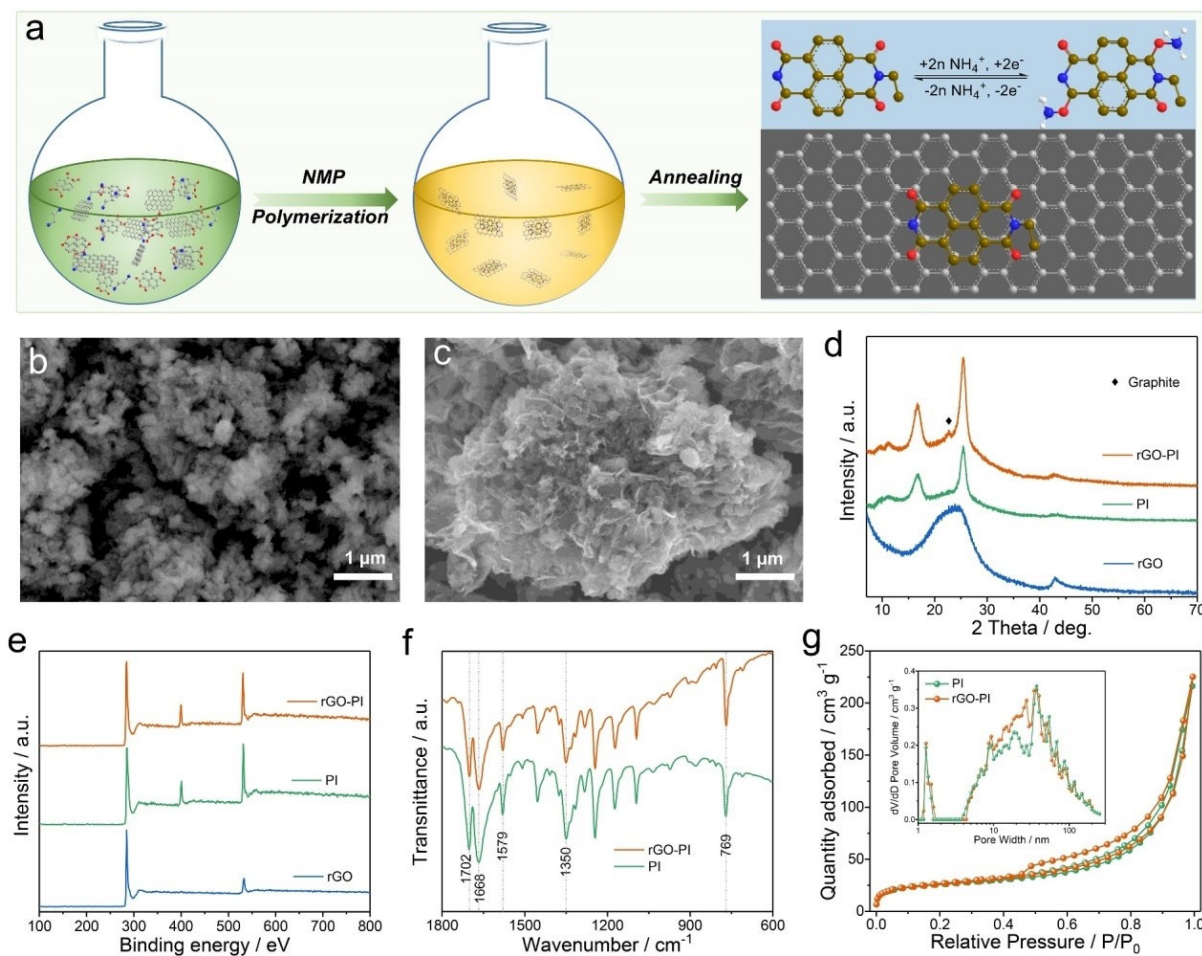 a
NMP
Polymerization
Annealing
+2n NH₄⁺, +2e⁻
-2n NH₄⁺, -2e⁻
b
1 μm
c
1 μm
d
Graphite
rGO-PI
PI
rGO
Intensity / a.u.
10 20 30 40 50 60 70
2 Theta / deg.
e
rGO-PI
PI
rGO
Intensity / a.u.
100 200 300 400 500 600 700 800
Binding energy / eV
f
Transmittance / a.u.
1702
1668
1579
1350
769
rGO-PI
PI
1800 1600 1400 1200 1000 800 600
Wavenumber / cm⁻¹
g
Quantity adsorbed / cm³ g⁻¹
250
200
150
100
50
0
dV/dD Pore Volume / cm³ g⁻¹
0.4
0.3
0.2
0.1
0.0
PI
rGO-PI
1 10 100
Pore Width / nm
0.0 0.2 0.4 0.6 0.8 1.0
Relative Pressure / P/P₀